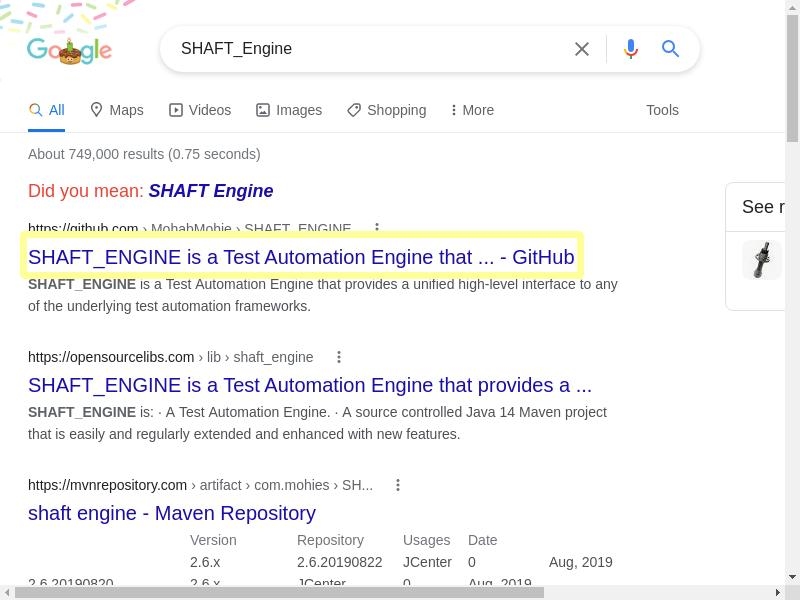 Google
SHAFT_Engine
All Maps Videos Images Shopping More Tools
About 749,000 results (0.75 seconds)
Did you mean: SHAFT Engine
https://github.com › MohabMohie › SHAFT_ENGINE
SHAFT_ENGINE is a Test Automation Engine that ... - GitHub
SHAFT_ENGINE is a Test Automation Engine that provides a unified high-level interface to any
of the underlying test automation frameworks.
See r
https://opensourcelibs.com › lib › shaft_engine
SHAFT_ENGINE is a Test Automation Engine that provides a ...
SHAFT_ENGINE is: · A Test Automation Engine. · A source controlled Java 14 Maven project
that is easily and regularly extended and enhanced with new features.
https://mvnrepository.com › artifact › com.mohies › SH...
shaft engine - Maven Repository
Version Repository Usages Date
2.6.x 2.6.20190822 JCenter 0 Aug, 2019
2.6.20190820 2.6.x JCenter 0 Aug, 2019